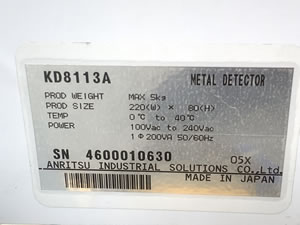 KD8113A METAL DETECTOR
PROD WEIGHT MAX 5kg
PROD SIZE 220(W) × 80(H)
TEMP 0℃ to 40℃
POWER 100Vac to 240Vac
1Φ200VA 50/60Hz
SN 4600010630 05X
ANRITSU INDUSTRIAL SOLUTIONS CO.,Ltd.
MADE IN JAPAN